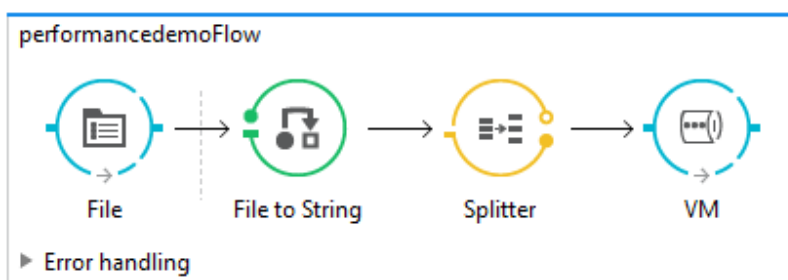 performancedemoFlow
File
File to String
Splitter
VM
Error handling